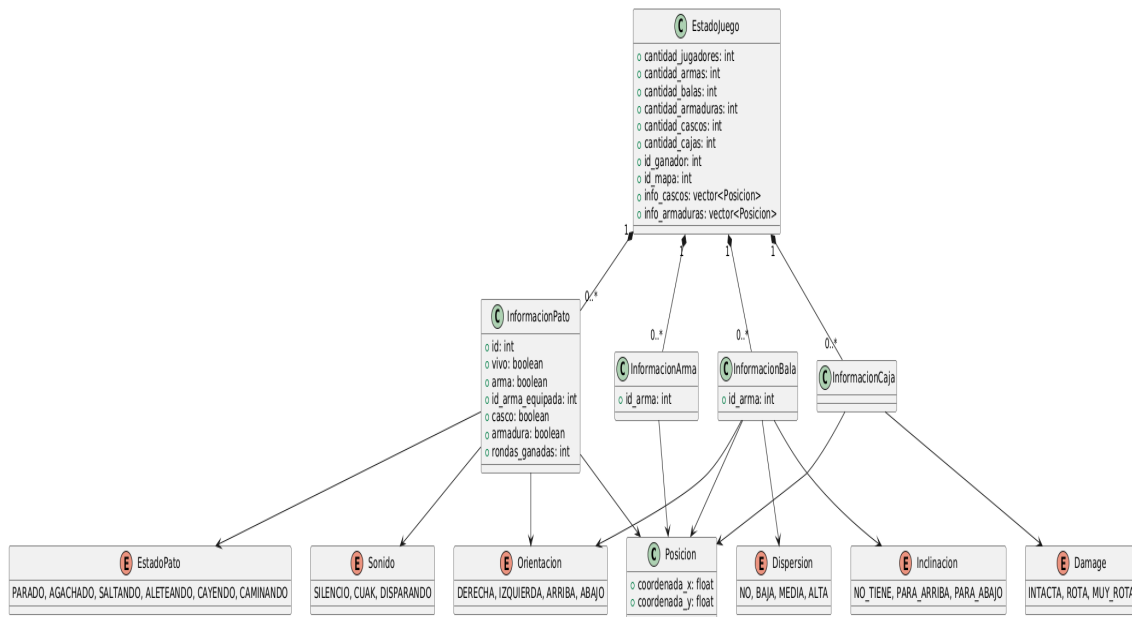 C EstadoJuego
cantidad_jugadores: int
cantidad_armas: int
cantidad_balas: int
cantidad_armaduras: int
cantidad_cascos: int
cantidad_cajas: int
id_ganador: int
id_mapa: int
info_cascos: vector<Posicion>
info_armaduras: vector<Posicion>
1 1 1 1
0..* 0..* 0..* 0..*
C InformacionPato
id: int
vivo: boolean
arma: boolean
id_arma_equipada: int
casco: boolean
armadura: boolean
rondas_ganadas: int
C InformacionArma
id_arma: int
C InformacionBala
id_arma: int
C InformacionCaja
E EstadoPato
PARADO, AGACHADO, SALTANDO, ALETEANDO, CAYENDO, CAMINANDO
E Sonido
SILENCIO, CUAK, DISPARANDO
E Orientacion
DERECHA, IZQUIERDA, ARRIBA, ABAJO
C Posicion
coordenada_x: float
coordenada_y: float
E Dispersion
NO, BAJA, MEDIA, ALTA
E Inclinacion
NO_TIENE, PARA_ARRIBA, PARA_ABAJO
E Damage
INTACTA, ROTA, MUY_ROTA